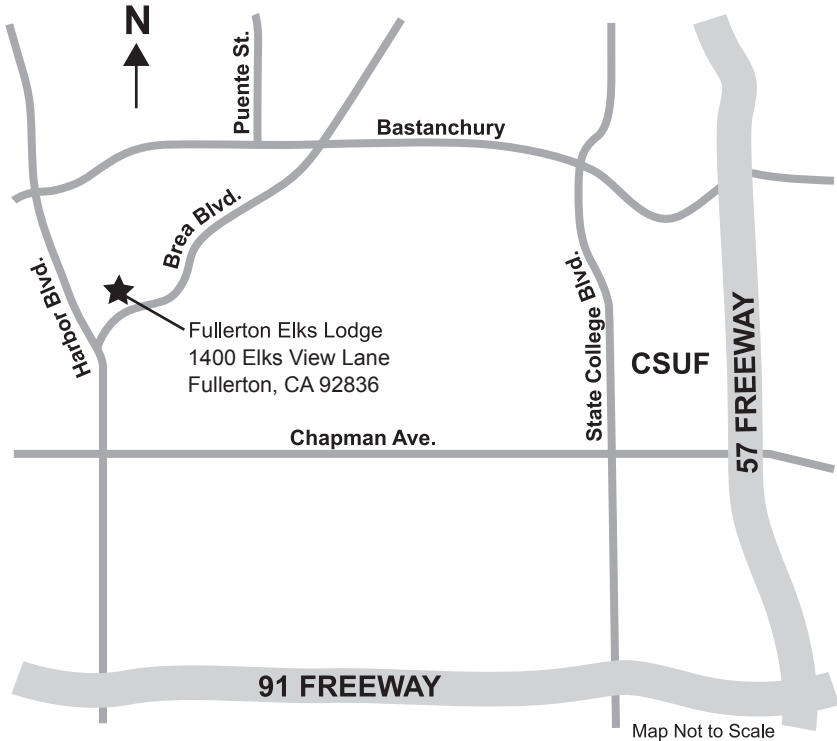 N
Puente St.
Bastanchury
Brea Blvd.
Harbor Blvd.
Fullerton Elks Lodge
1400 Elks View Lane
Fullerton, CA 92836
State College Blvd.
CSUF
57 FREEWAY
Chapman Ave.
91 FREEWAY
Map Not to Scale